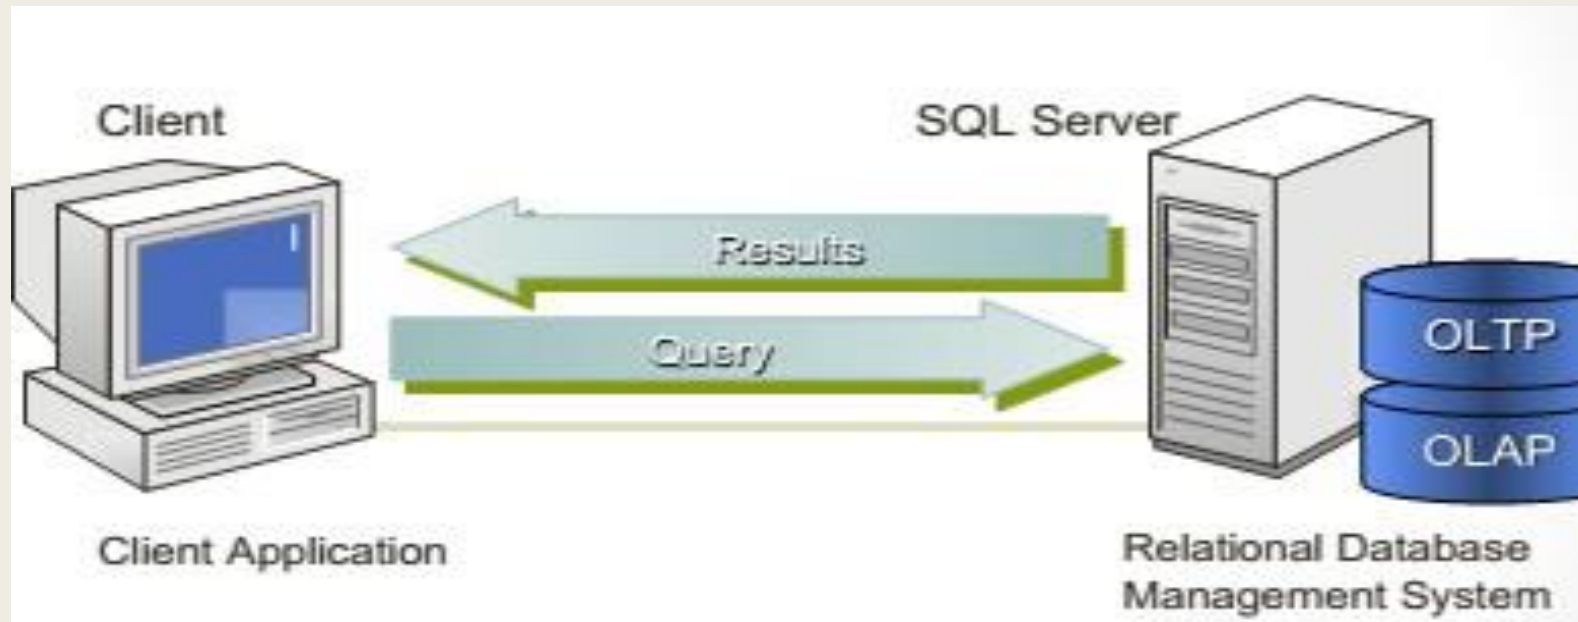 Client
SQL Server
Results
Query
OLTP
OLAP
Client Application
Relational Database
Management System